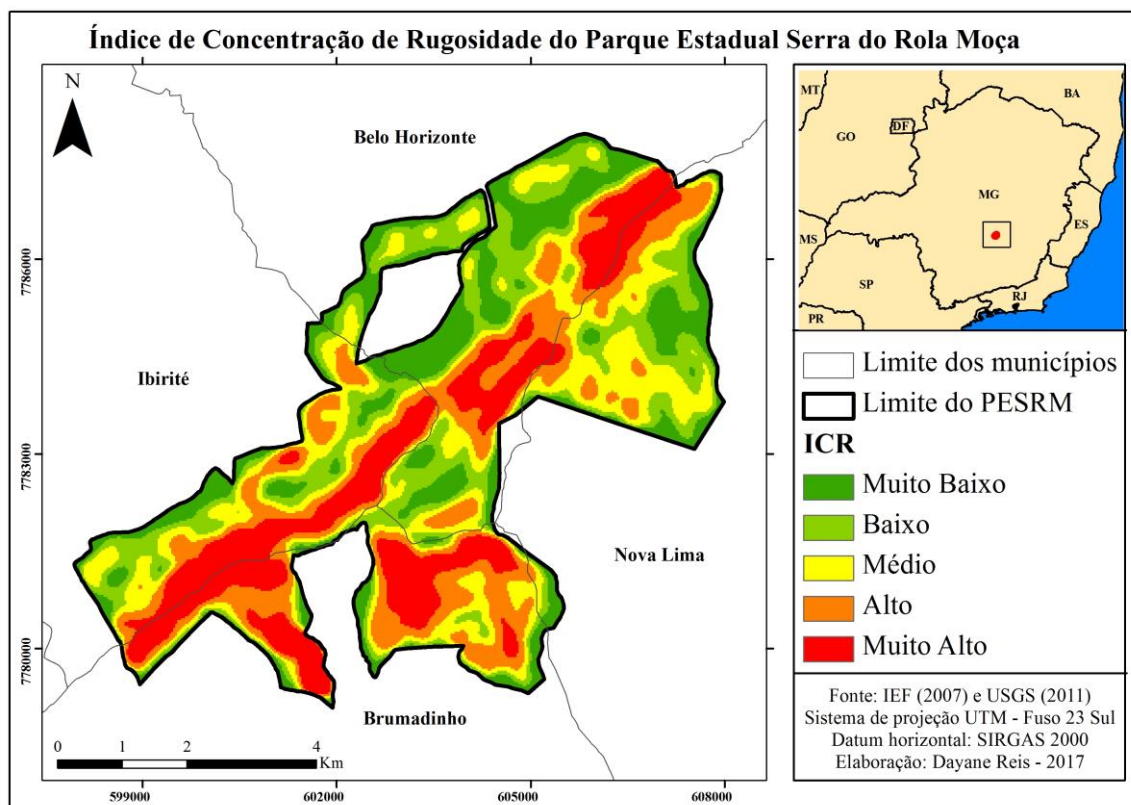 Índice de Concentração de Rugosidade do Parque Estadual Serra do Rola Moça
N
Belo Horizonte
Ibirité
Nova Lima
Brumadinho
7786000
7783000
7780000
7786000
7783000
7780000
0 1 2 4
Km
599000 602000 605000 608000
MT
BA
DF
GO
MG
ES
MS
SP
RJ
PR
Limite dos municípios
Limite do PESRM
ICR
Muito Baixo
Baixo
Médio
Alto
Muito Alto
Fonte: IEF (2007) e USGS (2011)
Sistema de projeção UTM - Fuso 23 Sul
Datum horizontal: SIRGAS 2000
Elaboração: Dayane Reis - 2017